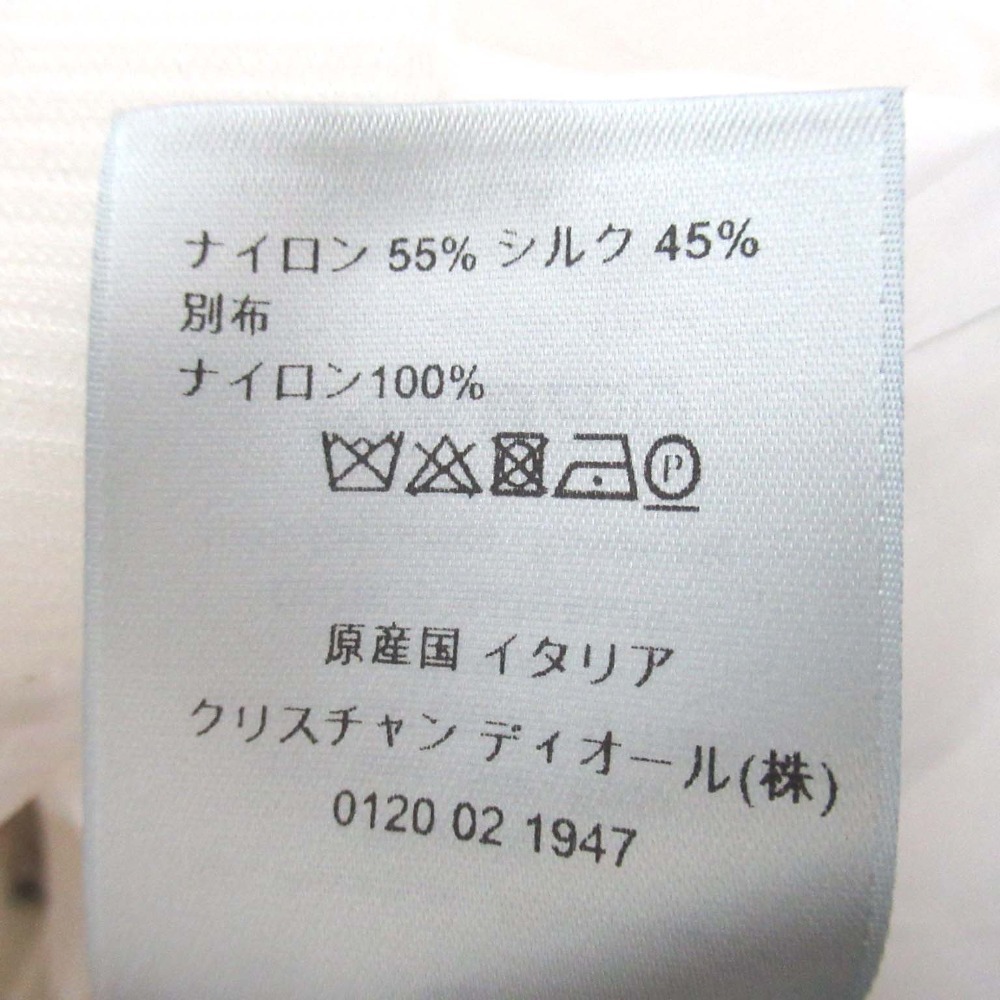 ナイロン 55% シルク 45%
別布
ナイロン100%
P
原産国 イタリア
クリスチャン ディオール(株)
0120 02 1947